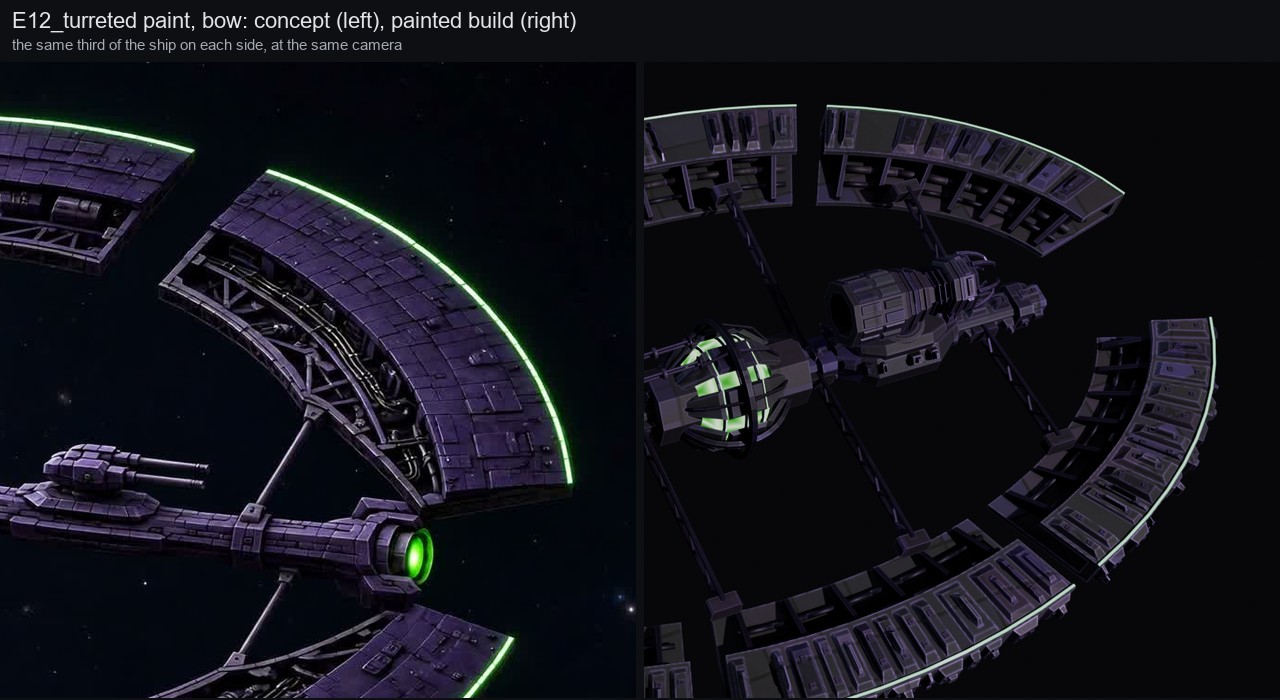 E12_turreted paint, bow: concept (left), painted build (right)
the same third of the ship on each side, at the same camera